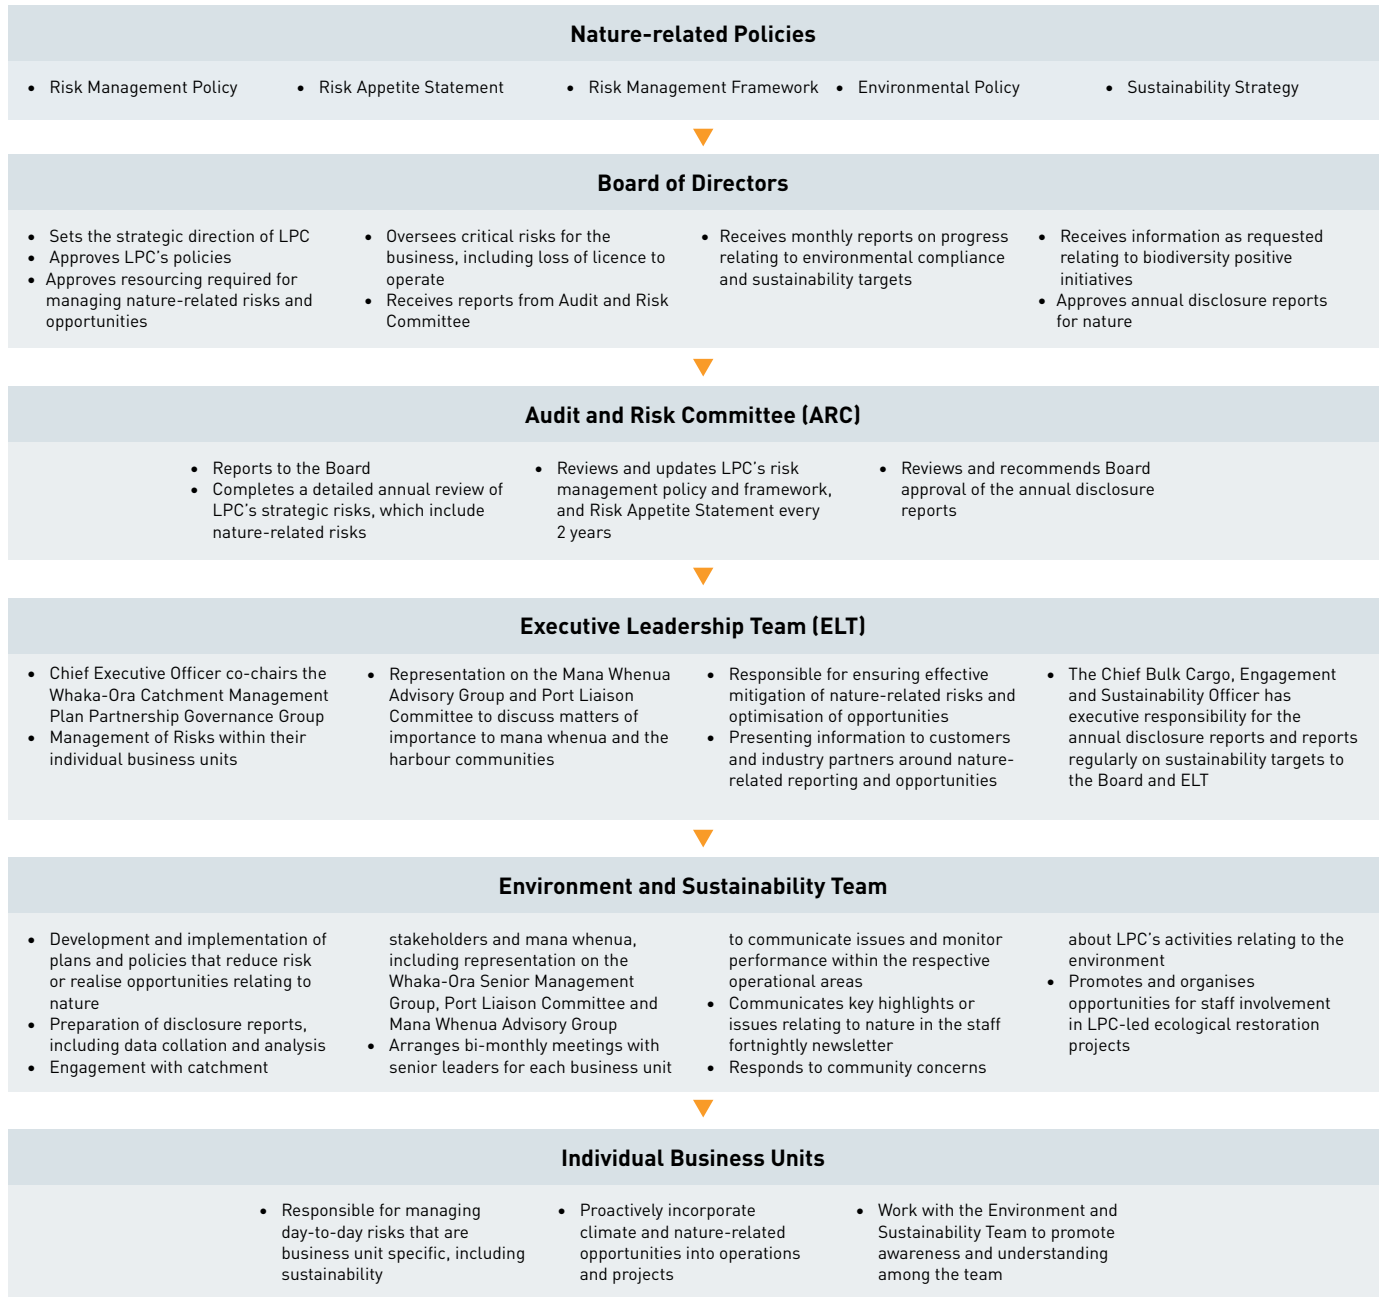 Nature-related Policies
• Risk Management Policy
• Risk Appetite Statement
• Risk Management Framework
• Environmental Policy
• Sustainability Strategy
Board of Directors
• Sets the strategic direction of LPC
• Approves LPC's policies
• Approves resourcing required for
managing nature-related risks and
opportunities
• Oversees critical risks for the
business, including loss of licence to
operate
• Receives reports from Audit and Risk
Committee
• Receives monthly reports on progress
relating to environmental compliance
and sustainability targets
• Receives information as requested
relating to biodiversity positive
initiatives
• Approves annual disclosure reports
for nature
Audit and Risk Committee (ARC)
• Reports to the Board
• Completes a detailed annual review of
LPC's strategic risks, which include
nature-related risks
• Reviews and updates LPC's risk
management policy and framework,
and Risk Appetite Statement every
2 years
• Reviews and recommends Board
approval of the annual disclosure
reports
Executive Leadership Team (ELT)
• Chief Executive Officer co-chairs the
Whaka-Ora Catchment Management
Plan Partnership Governance Group
• Management of Risks within their
individual business units
• Representation on the Mana Whenua
Advisory Group and Port Liaison
Committee to discuss matters of
importance to mana whenua and the
harbour communities
• Responsible for ensuring effective
mitigation of nature-related risks and
optimisation of opportunities
• Presenting information to customers
and industry partners around nature-
related reporting and opportunities
• The Chief Bulk Cargo, Engagement
and Sustainability Officer has
executive responsibility for the
annual disclosure reports and reports
regularly on sustainability targets to
the Board and ELT
Environment and Sustainability Team
• Development and implementation of
plans and policies that reduce risk
or realise opportunities relating to
nature
• Preparation of disclosure reports,
including data collation and analysis
• Engagement with catchment
stakeholders and mana whenua,
including representation on the
Whaka-Ora Senior Management
Group, Port Liaison Committee and
Mana Whenua Advisory Group
• Arranges bi-monthly meetings with
senior leaders for each business unit
to communicate issues and monitor
performance within the respective
operational areas
• Communicates key highlights or
issues relating to nature in the staff
fortnightly newsletter
• Responds to community concerns
about LPC's activities relating to the
environment
• Promotes and organises
opportunities for staff involvement
in LPC-led ecological restoration
projects
Individual Business Units
• Responsible for managing
day-to-day risks that are
business unit specific, including
sustainability
• Proactively incorporate
climate and nature-related
opportunities into operations
and projects
• Work with the Environment and
Sustainability Team to promote
awareness and understanding
among the team